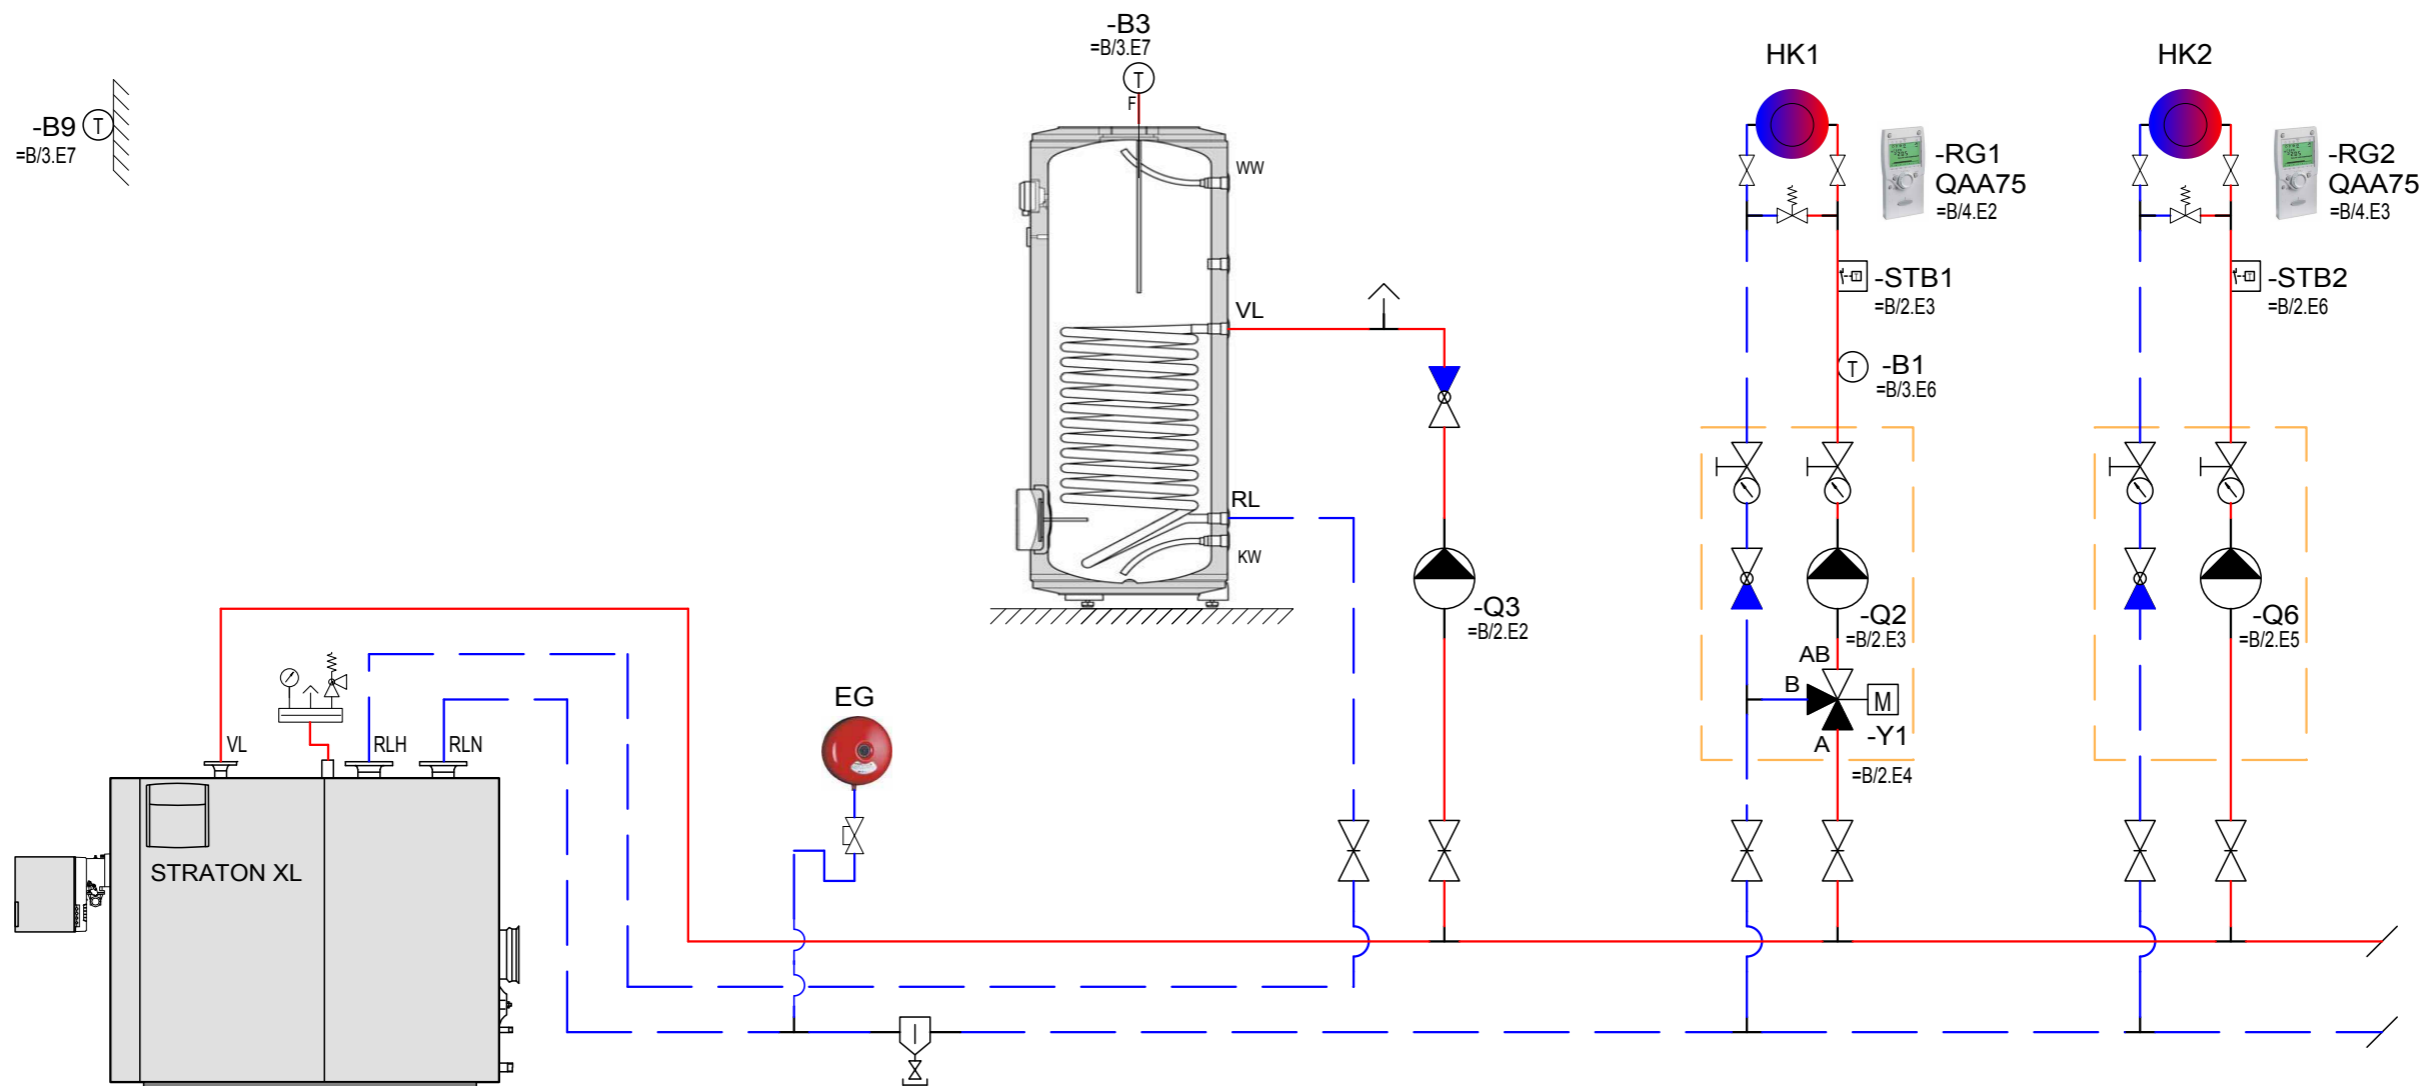 -B3
=B/3.E7
T
F
-B9
T
=B/3.E7
WW
VL
RL
KW
HK1
-RG1
QAA75
=B/4.E2
-STB1
=B/2.E3
T
-B1
=B/3.E6
HK2
-RG2
QAA75
=B/4.E3
-STB2
=B/2.E6
-Q3
=B/2.E2
-Q2
=B/2.E3
AB
B
M
A
-Y1
=B/2.E4
-Q6
=B/2.E5
EG
VL
RLH
RLN
STRATON XL